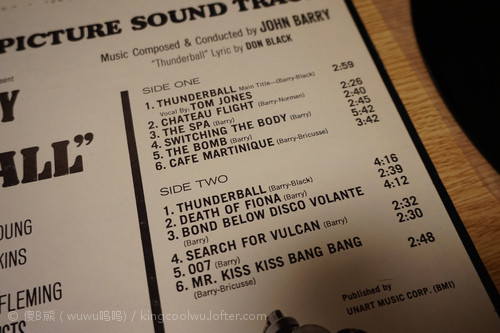 PICTURE SOUND TRACK
Music Composed & Conducted by JOHN BARRY
"Thunderball" Lyric by DON BLACK
SIDE ONE
1. THUNDERBALL Main Title—(Barry-Black) 2:59
Vocal By: TOM JONES
2. CHATEAU FLIGHT (Barry-Norman) 2:26
3. THE SPA (Barry) 2:40
4. SWITCHING THE BODY (Barry) 2:45
5. THE BOMB (Barry) 5:42
6. CAFE MARTINIQUE (Barry-Bricusse) 3:42
SIDE TWO
1. THUNDERBALL (Barry-Black) 4:16
2. DEATH OF FIONA (Barry) 2:39
3. BOND BELOW DISCO VOLANTE 4:12
(Barry)
4. SEARCH FOR VULCAN (Barry) 2:32
5. 007 (Barry) 2:30
6. MR. KISS KISS BANG BANG 2:48
(Barry-Bricusse)
Published by
UNART MUSIC CORP. (BMI)
Y
ALL"
OUNG
KINS
FLEMING
CTS
(wuwu呜呜) / kingcoolwu.lofter.com